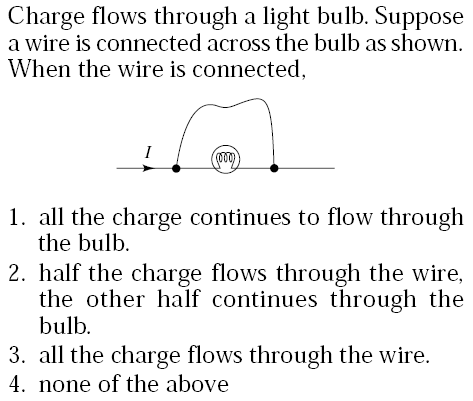 Charge flows through a light bulb. Suppose
a wire is connected across the bulb as shown.
When the wire is connected,
I
1. all the charge continues to flow through
the bulb.
2. half the charge flows through the wire,
the other half continues through the
bulb.
3. all the charge flows through the wire.
4. none of the above